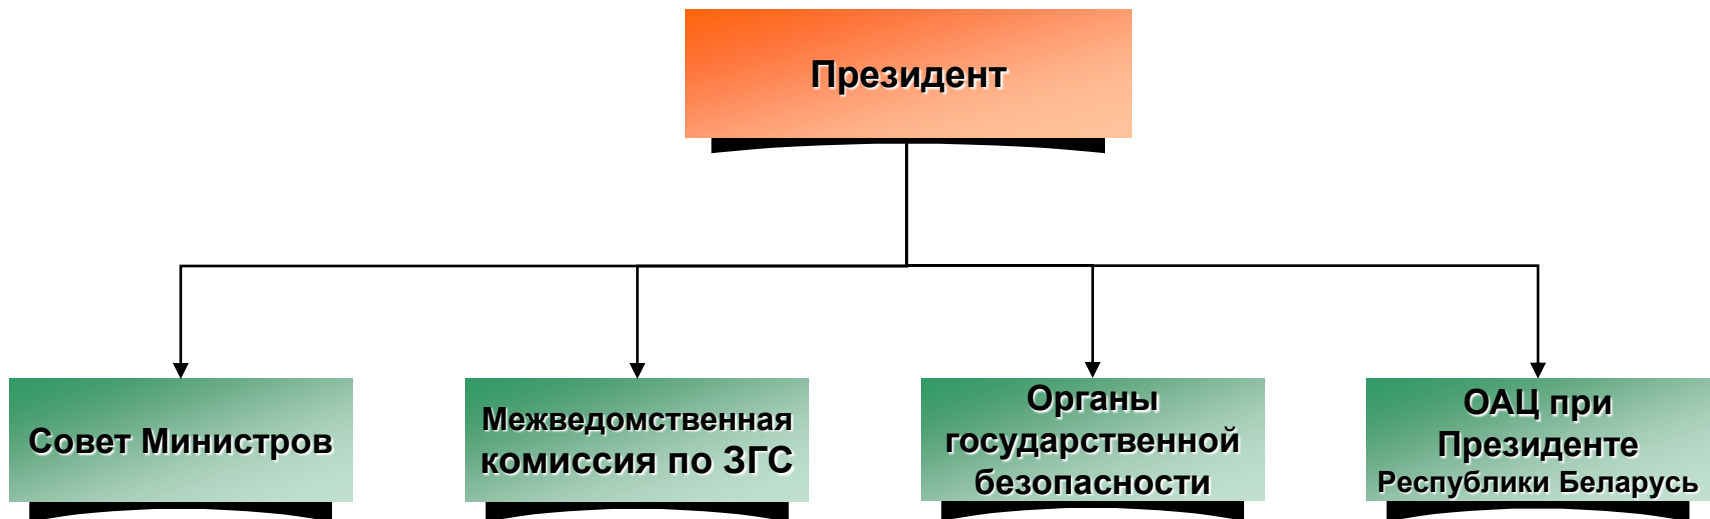 Президент
Совет Министров
Межведомственная
комиссия по ЗГС
Органы
государственной
безопасности
ОАЦ при
Президенте
Республики Беларусь